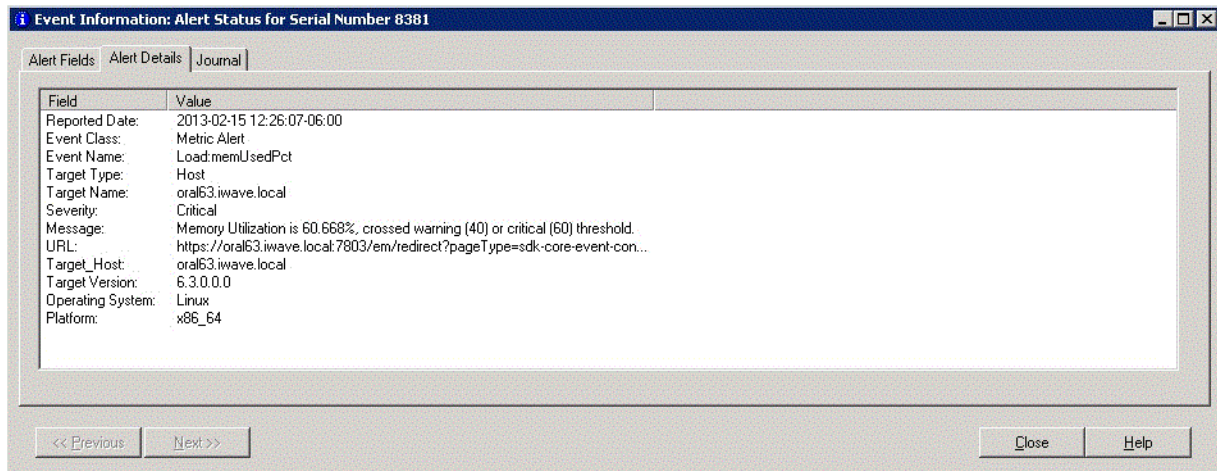 Event Information: Alert Status for Serial Number 8381
Alert Fields Alert Details Journal
Field Value
Reported Date: 2013-02-15 12:26:07-06:00
Event Class: Metric Alert
Event Name: Load:memUsedPct
Target Type: Host
Target Name: oral63.iwave.local
Severity: Critical
Message: Memory Utilization is 60.668%, crossed warning (40) or critical (60) threshold.
URL: https://oral63.iwave.local:7803/em/redirect?pageType=sdk-core-event-con...
Target_Host: oral63.iwave.local
Target Version: 6.3.0.0.0
Operating System: Linux
Platform: x86_64
<< Previous Next >> Close Help